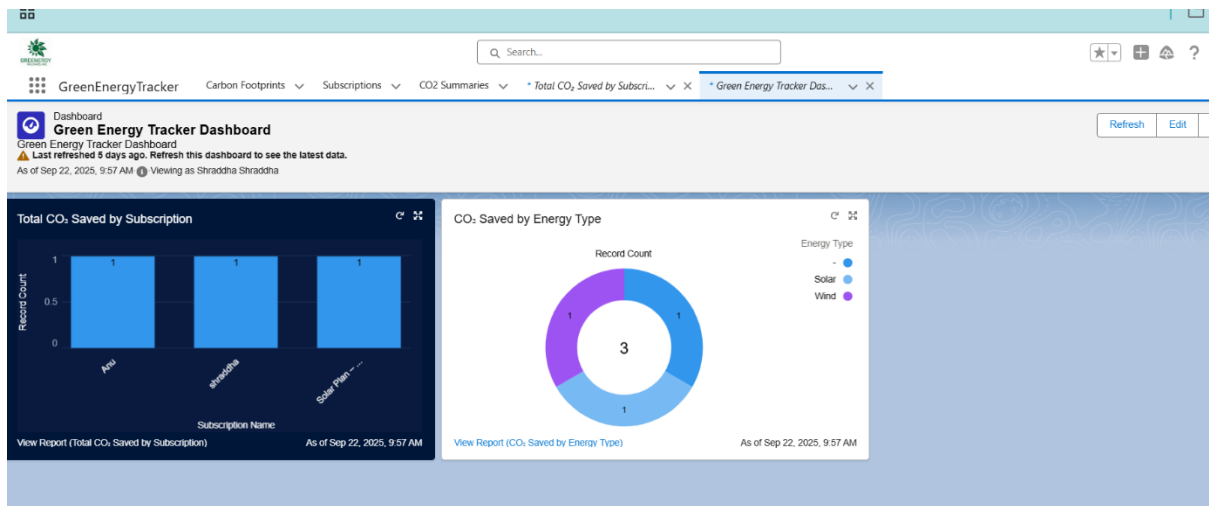 GREENENERGY
Search...
GreenEnergyTracker
Carbon Footprints
Subscriptions
CO2 Summaries
* Total CO₂ Saved by Subscri...
* Green Energy Tracker Das...
Dashboard
Green Energy Tracker Dashboard
Green Energy Tracker Dashboard
Last refreshed 5 days ago. Refresh this dashboard to see the latest data.
As of Sep 22, 2025, 9:57 AM Viewing as Shraddha Shraddha
Refresh
Edit
Total CO₂ Saved by Subscription
Record Count
1
0.5
0
1
1
1
Anu
shraddha
Solar Plan – ...
Subscription Name
View Report (Total CO₂ Saved by Subscription)
As of Sep 22, 2025, 9:57 AM
CO₂ Saved by Energy Type
Record Count
1
1
1
3
Energy Type
-
Solar
Wind
View Report (CO₂ Saved by Energy Type)
As of Sep 22, 2025, 9:57 AM